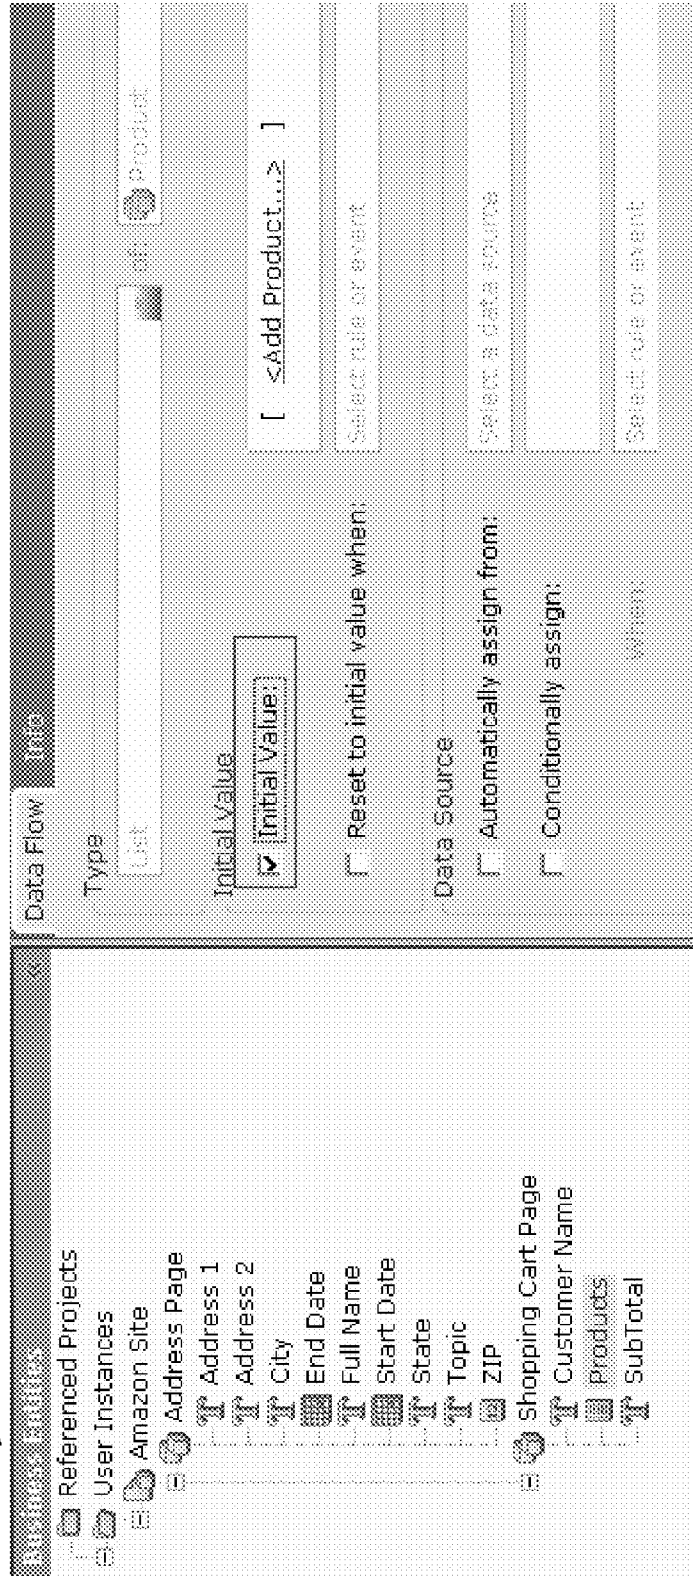 Business Entities
Referenced Projects
User Instances
Amazon Site
Address Page
Address 1
Address 2
City
End Date
Full Name
Start Date
State
Topic
ZIP
Shopping Cart Page
Customer Name
Products
SubTotal
Data Flow Info
Type
List of: Product
Initial Value
Initial Value: [ <Add Product...> ]
Reset to initial value when: Select rule or event
Data Source
Automatically assign from: Select a data source
Conditionally assign:
When: Select rule or event